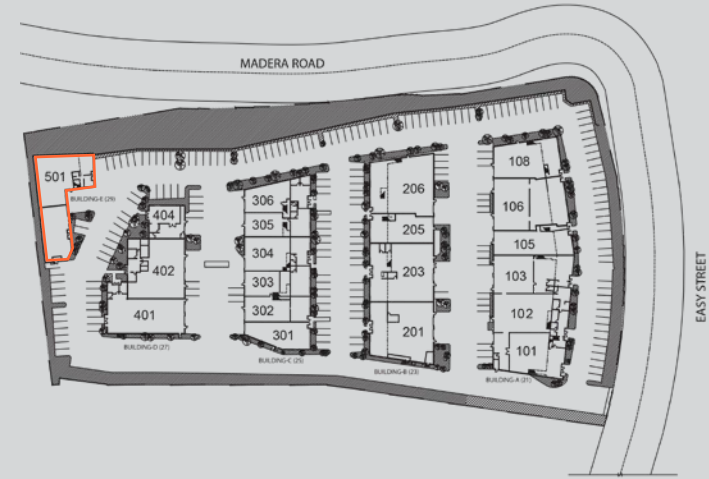 MADERA ROAD
EASY STREET
501
BUILDING-E (29)
404
402
401
BUILDING-D (27)
306
305
304
303
302
301
BUILDING-C (25)
206
205
203
201
BUILDING-B (23)
108
106
105
103
102
101
BUILDING-A (21)